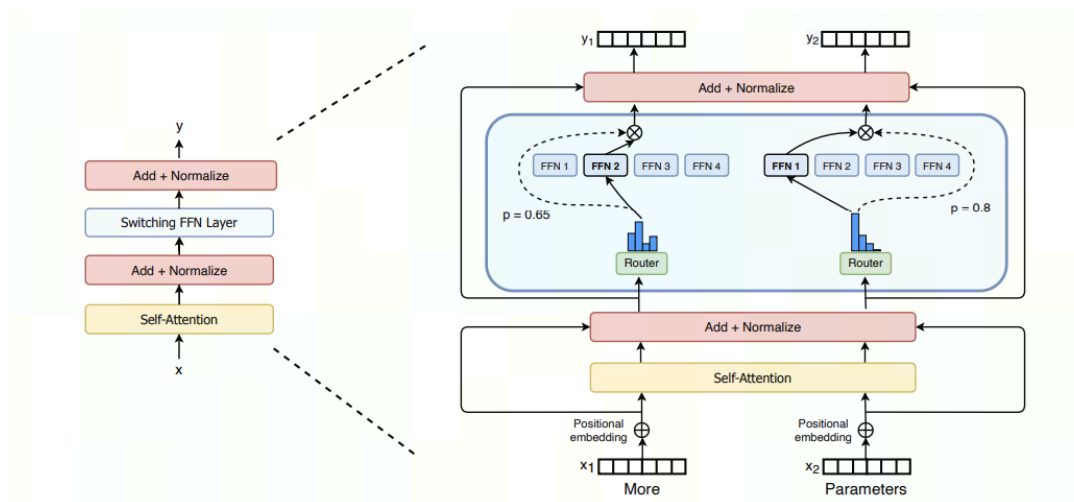 y
Add + Normalize
Switching FFN Layer
Add + Normalize
Self-Attention
x
y1 y2
Add + Normalize
FFN 1 FFN 2 FFN 3 FFN 4 FFN 1 FFN 2 FFN 3 FFN 4
p = 0.65 p = 0.8
Router Router
Add + Normalize
Self-Attention
Positional embedding Positional embedding
x1 x2
More Parameters